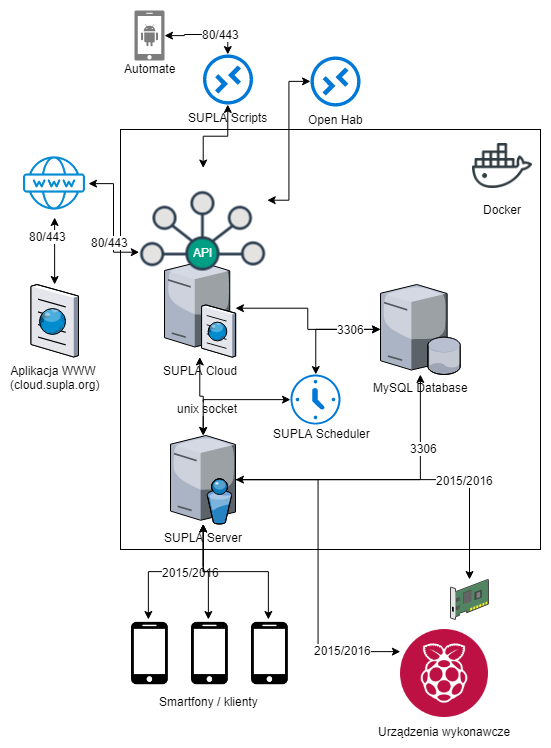 80/443
Automate
SUPLA Scripts
Open Hab
Docker
WWW
80/443
80/443
API
Aplikacja WWW
(cloud.supla.org)
SUPLA Cloud
3306
MySQL Database
unix socket
SUPLA Scheduler
3306
2015/2016
SUPLA Server
2015/2016
2015/2016
Smartfony / klienty
Urządzenia wykonawcze